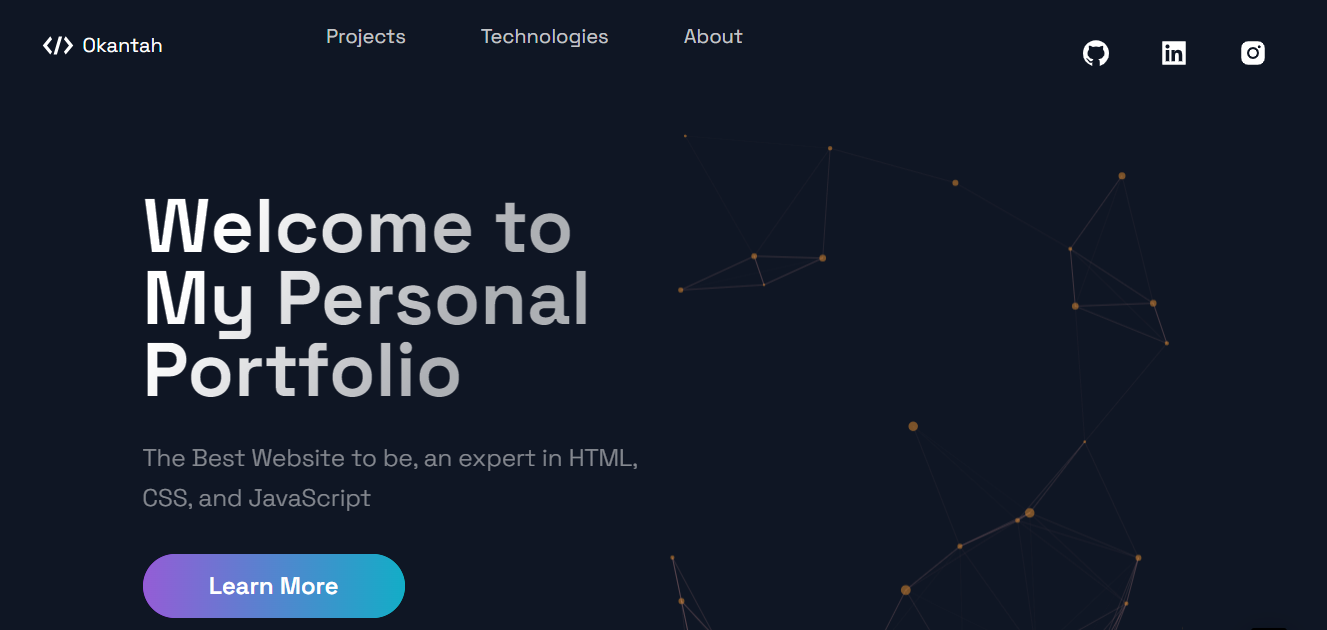 Okantah
Projects
Technologies
About
Welcome to
My Personal
Portfolio
The Best Website to be, an expert in HTML,
CSS, and JavaScript
Learn More